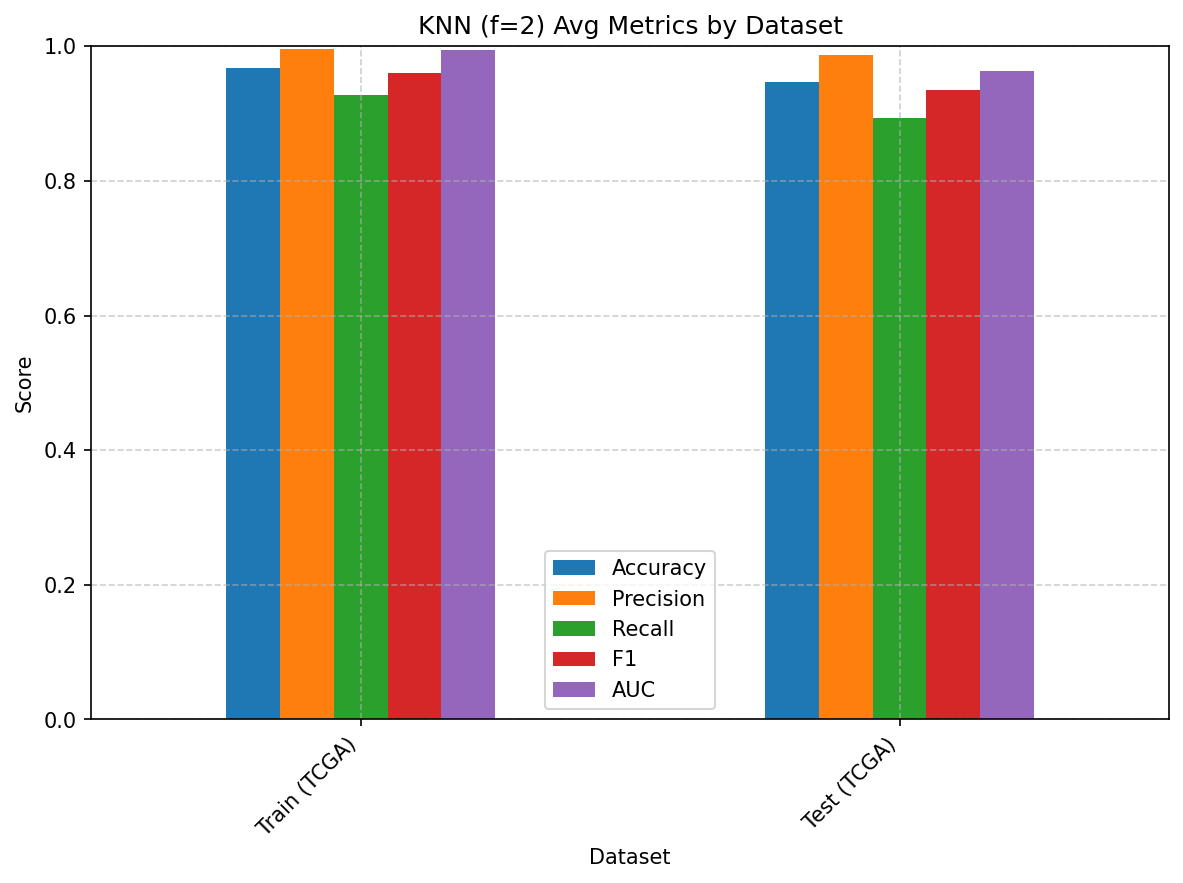 KNN (f=2) Avg Metrics by Dataset
1.0
0.8
0.6
0.4
0.2
0.0
Score
Accuracy
Precision
Recall
F1
AUC
Train (TCGA)
Test (TCGA)
Dataset